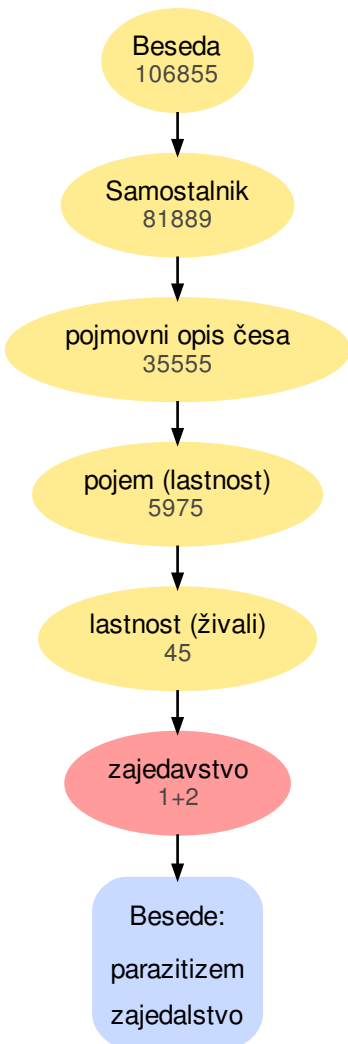 Beseda
106855
Samostalnik
81889
pojmovni opis česa
35555
pojem (lastnost)
5975
lastnost (živali)
45
zajedavstvo
1+2
Besede:
parazitizem
zajedalstvo